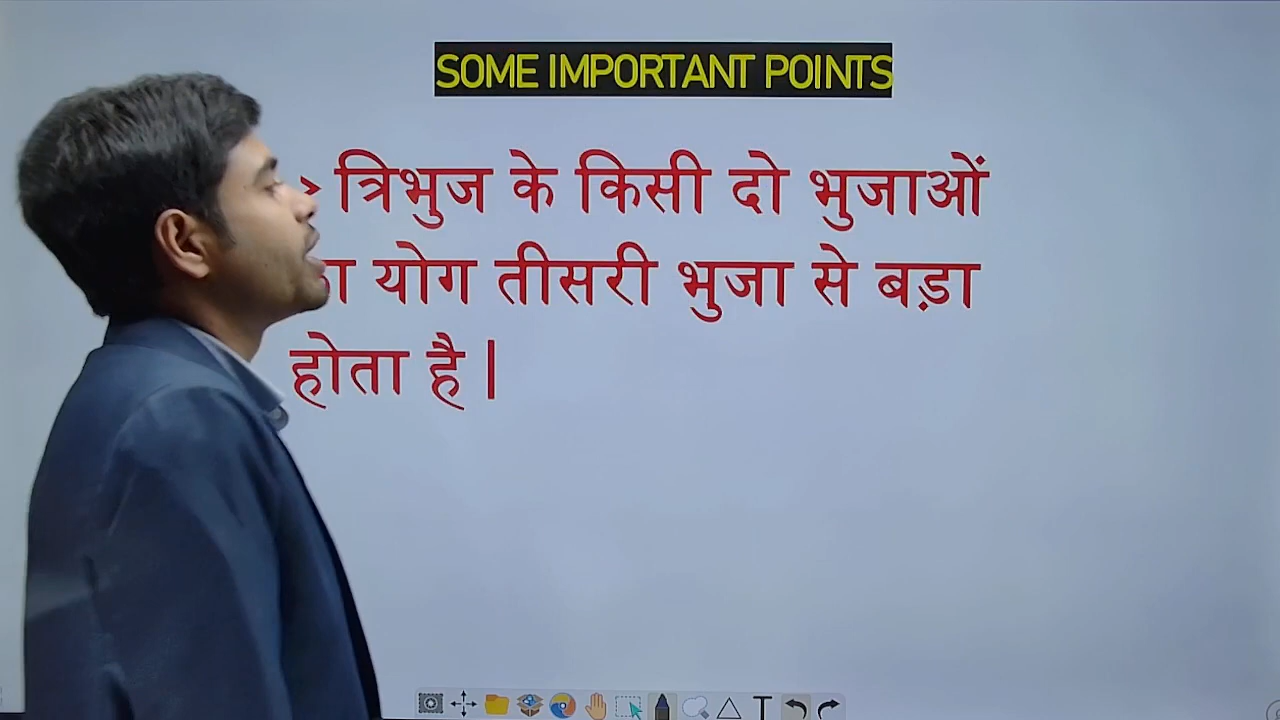 SOME IMPORTANT POINTS
त्रिभुज के किसी दो भुजाओं
योग तीसरी भुजा से बड़ा
होता है |